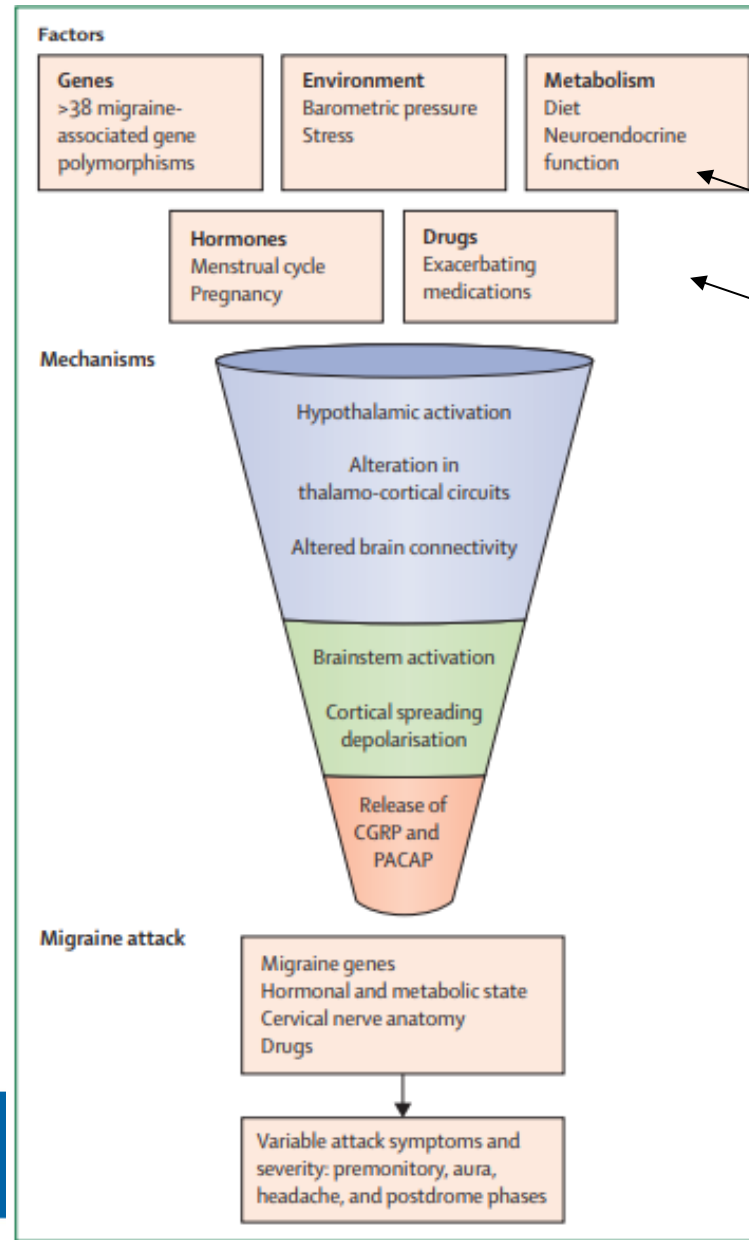 Factors
Genes
>38 migraine-
associated gene
polymorphisms
Environment
Barometric pressure
Stress
Metabolism
Diet
Neuroendocrine
function
Hormones
Menstrual cycle
Pregnancy
Drugs
Exacerbating
medications
Mechanisms
Hypothalamic activation
Alteration in
thalamo-cortical circuits
Altered brain connectivity
Brainstem activation
Cortical spreading
depolarisation
Release of
CGRP and
PACAP
Migraine attack
Migraine genes
Hormonal and metabolic state
Cervical nerve anatomy
Drugs
Variable attack symptoms and
severity: premonitory, aura,
headache, and postdrome phases